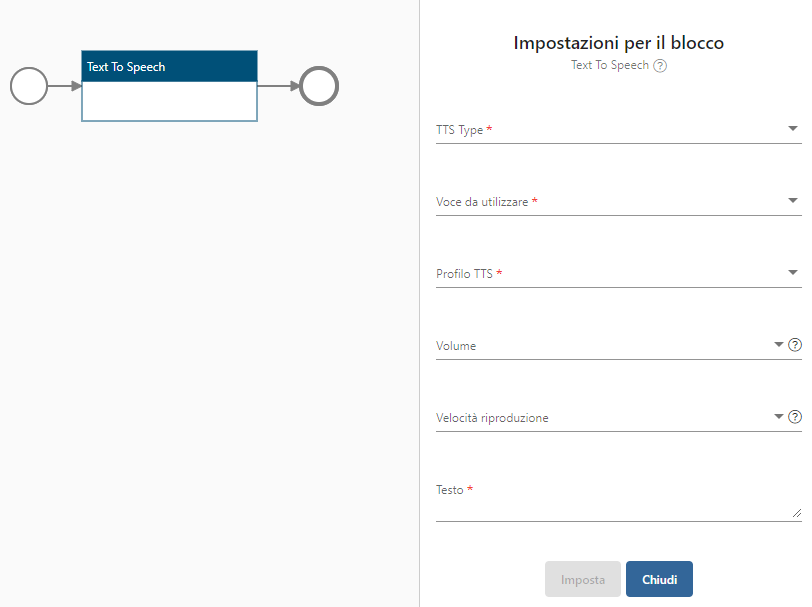 Text To Speech
Impostazioni per il blocco
Text To Speech ?
TTS Type *
Voce da utilizzare *
Profilo TTS *
Volume ?
Velocità riproduzione ?
Testo *
Imposta Chiudi